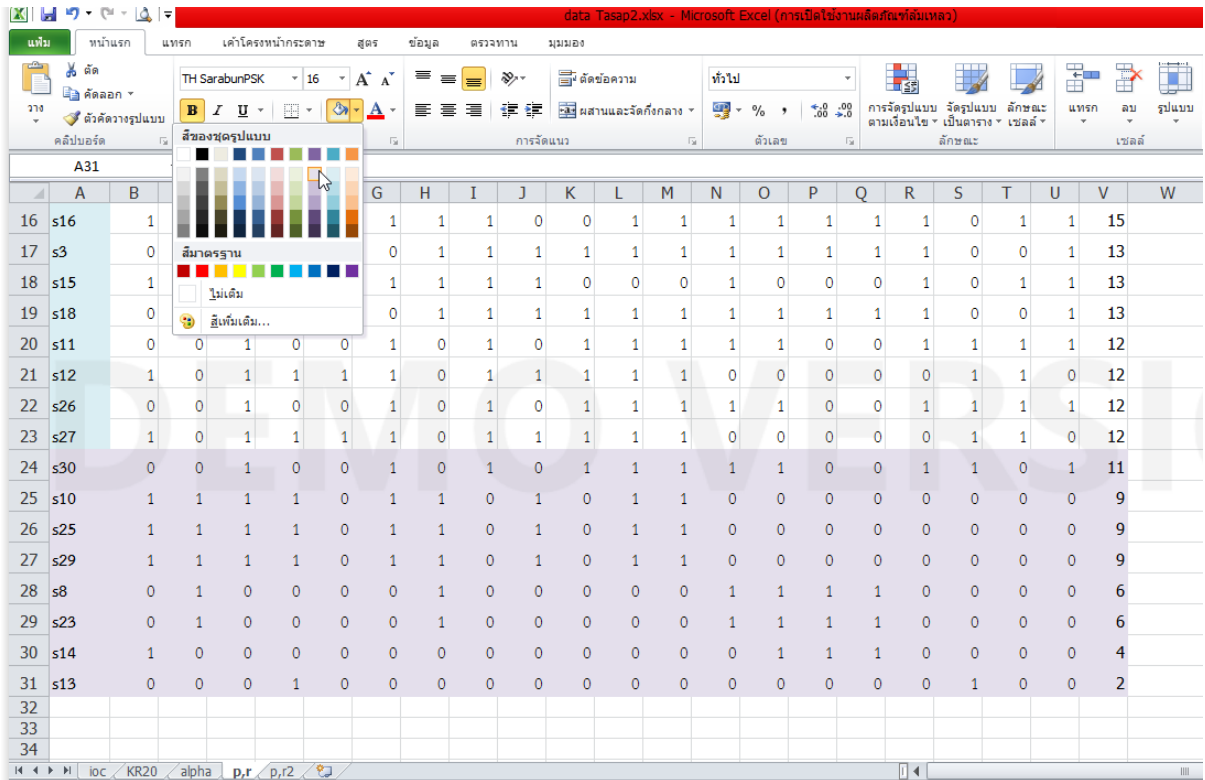 data Tasap2.xlsx - Microsoft Excel (การเปิดใช้งานผลิตภัณฑ์ล้มเหลว)
แฟ้ม หน้าแรก แทรก เค้าโครงหน้ากระดาษ สูตร ข้อมูล ตรวจทาน มุมมอง
วาง ตัด คัดลอก ตัวคัดวางรูปแบบ คลิปบอร์ด
TH SarabunPSK 16 A A B I U A
ตัดข้อความ ผสานและจัดกึ่งกลาง การจัดแนว
ทั่วไป % , ตัวเลข
การจัดรูปแบบตามเงื่อนไข จัดรูปแบบเป็นตาราง ลักษณะเซลล์ ลักษณะ
แทรก ลบ รูปแบบ เซลล์
สีของชุดรูปแบบ
สีมาตรฐาน
ไม่เติม
สีเพิ่มเติม...
A31
A B G H I J K L M N O P Q R S T U V W
16 s16 1 1 1 1 0 0 1 1 1 1 1 1 1 0 1 1 15
17 s3 0 0 1 1 1 1 1 1 1 1 1 1 1 0 0 1 13
18 s15 1 1 1 1 1 0 0 0 1 0 0 0 1 0 1 1 13
19 s18 0 0 1 1 1 1 1 1 1 1 1 1 1 0 0 1 13
20 s11 0 0 1 0 0 1 0 1 0 1 1 1 1 1 0 0 1 1 1 1 12
21 s12 1 0 1 1 1 1 0 1 1 1 1 1 0 0 0 0 0 1 1 0 12
22 s26 0 0 1 0 0 1 0 1 0 1 1 1 1 1 0 0 1 1 1 1 12
23 s27 1 0 1 1 1 1 0 1 1 1 1 1 0 0 0 0 0 1 1 0 12
24 s30 0 0 1 0 0 1 0 1 0 1 1 1 1 1 0 0 1 1 0 1 11
25 s10 1 1 1 1 0 1 1 0 1 0 1 1 0 0 0 0 0 0 0 0 9
26 s25 1 1 1 1 0 1 1 0 1 0 1 1 0 0 0 0 0 0 0 0 9
27 s29 1 1 1 1 0 1 1 0 1 0 1 1 0 0 0 0 0 0 0 0 9
28 s8 0 1 0 0 0 0 1 0 0 0 0 0 1 1 1 1 0 0 0 0 6
29 s23 0 1 0 0 0 0 1 0 0 0 0 0 1 1 1 1 0 0 0 0 6
30 s14 1 0 0 0 0 0 0 0 0 0 0 0 0 1 1 1 0 0 0 0 4
31 s13 0 0 0 1 0 0 0 0 0 0 0 0 0 0 0 0 0 1 0 0 2
32
33
34
ioc KR20 alpha p,r p,r2
DEMO VERSIO